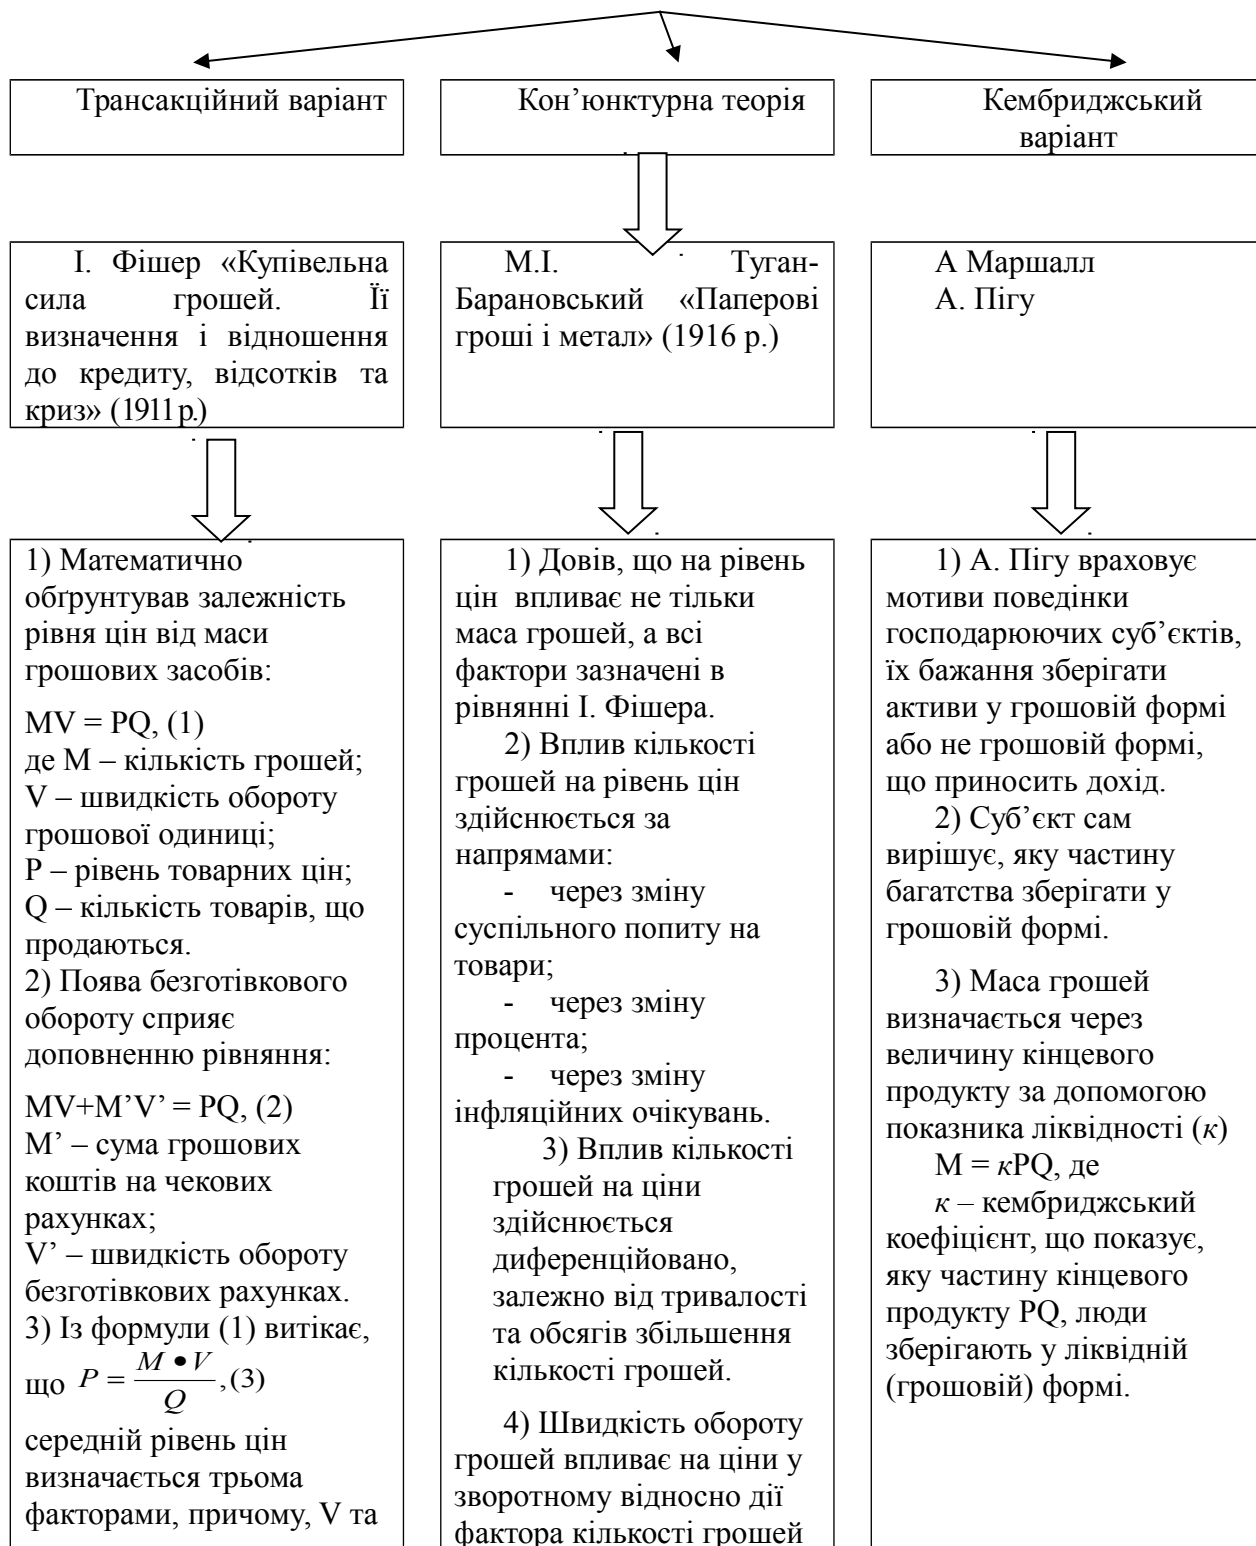 Трансакційний варіант
Кон’юнктурна теорія
Кембриджський
варіант
І. Фішер «Купівельна
сила грошей. Її
визначення і відношення
до кредиту, відсотків та
криз» (1911 р.)
М.І. Туган-
Барановський «Паперові
гроші і метал» (1916 р.)
А Маршалл
А. Пігу
1) Математично
обґрунтував залежність
рівня цін від маси
грошових засобів:
MV = PQ, (1)
де М – кількість грошей;
V – швидкість обороту
грошової одиниці;
Р – рівень товарних цін;
Q – кількість товарів, що
продаються.
2) Поява безготівкового
обороту сприяє
доповненню рівняння:
MV+M’V’ = PQ, (2)
M’ – сума грошових
коштів на чекових
рахунках;
V’ – швидкість обороту
безготівкових рахунках.
3) Із формули (1) витікає,
що P = M • V / Q , (3)
середній рівень цін
визначається трьома
факторами, причому, V та
1) Довів, що на рівень
цін впливає не тільки
маса грошей, а всі
фактори зазначені в
рівнянні І. Фішера.
2) Вплив кількості
грошей на рівень цін
здійснюється за
напрямами:
- через зміну
суспільного попиту на
товари;
- через зміну
процента;
- через зміну
інфляційних очікувань.
3) Вплив кількості
грошей на ціни
здійснюється
диференційовано,
залежно від тривалості
та обсягів збільшення
кількості грошей.
4) Швидкість обороту
грошей впливає на ціни у
зворотному відносно дії
фактора кількості грошей
1) А. Пігу враховує
мотиви поведінки
господарюючих суб’єктів,
їх бажання зберігати
активи у грошовій формі
або не грошовій формі,
що приносить дохід.
2) Суб’єкт сам
вирішує, яку частину
багатства зберігати у
грошовій формі.
3) Маса грошей
визначається через
величину кінцевого
продукту за допомогою
показника ліквідності (к)
М = кPQ, де
к – кембриджський
коефіцієнт, що показує,
яку частину кінцевого
продукту PQ, люди
зберігають у ліквідній
(грошовій) формі.